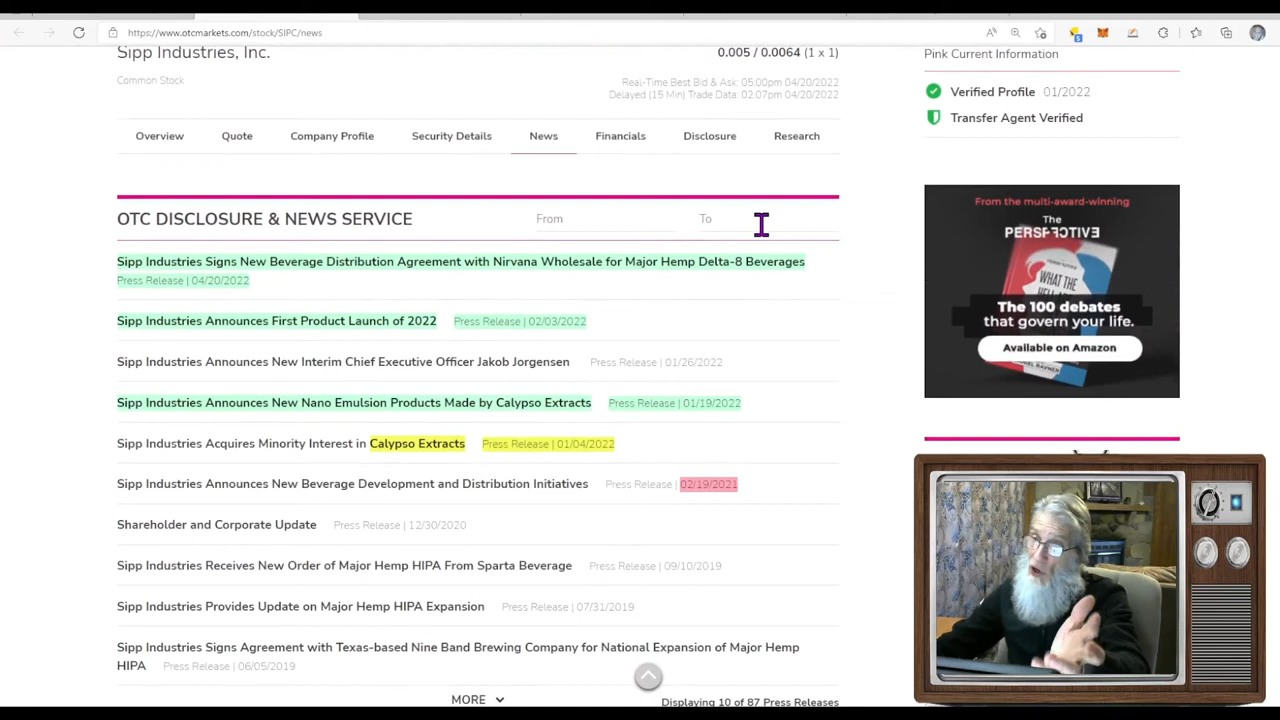 https://www.otcmarkets.com/stock/SIPC/news
Sipp Industries, Inc.
0.005 / 0.0064 (1 x 1)
Common Stock
Real-Time Best Bid & Ask: 05:00pm 04/20/2022
Delayed (15 Min) Trade Data: 02:07pm 04/20/2022
Pink Current Information
Verified Profile 01/2022
Transfer Agent Verified
Overview Quote Company Profile Security Details News Financials Disclosure Research
OTC DISCLOSURE & NEWS SERVICE From To
Sipp Industries Signs New Beverage Distribution Agreement with Nirvana Wholesale for Major Hemp Delta-8 Beverages
Press Release | 04/20/2022
Sipp Industries Announces First Product Launch of 2022 Press Release | 02/03/2022
Sipp Industries Announces New Interim Chief Executive Officer Jakob Jorgensen Press Release | 01/26/2022
Sipp Industries Announces New Nano Emulsion Products Made by Calypso Extracts Press Release | 01/19/2022
Sipp Industries Acquires Minority Interest in Calypso Extracts Press Release | 01/04/2022
Sipp Industries Announces New Beverage Development and Distribution Initiatives Press Release | 02/19/2021
Shareholder and Corporate Update Press Release | 12/30/2020
Sipp Industries Receives New Order of Major Hemp HIPA From Sparta Beverage Press Release | 09/10/2019
Sipp Industries Provides Update on Major Hemp HIPA Expansion Press Release | 07/31/2019
Sipp Industries Signs Agreement with Texas-based Nine Band Brewing Company for National Expansion of Major Hemp
HIPA Press Release | 06/05/2019
MORE
Displaying 10 of 87 Press Releases
From the multi-award-winning
The
PERSPECTIVE
WHAT
THE
The 100 debates
that govern your life.
Available on Amazon